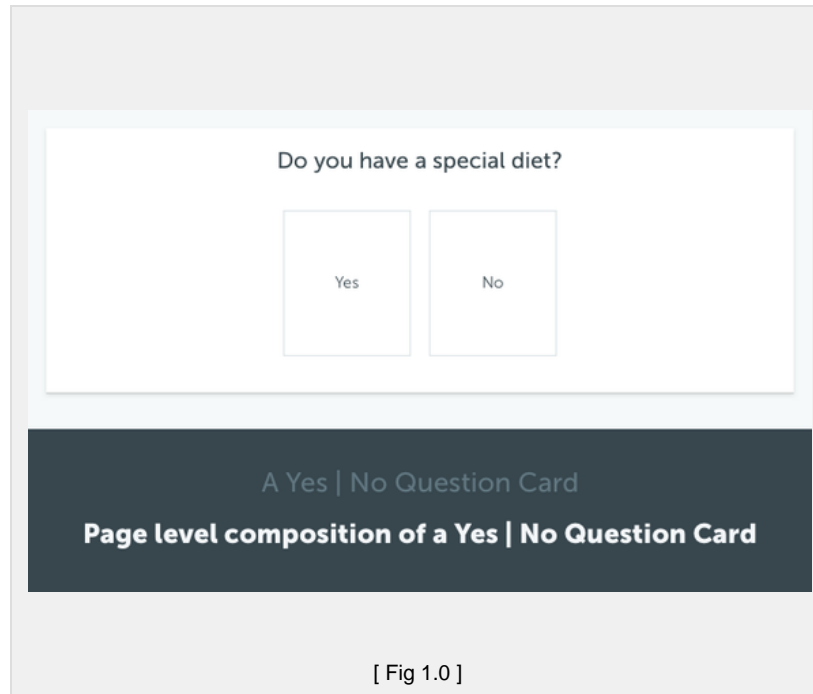 Do you have a special diet?
Yes No
A Yes | No Question Card
Page level composition of a Yes | No Question Card
[ Fig 1.0 ]